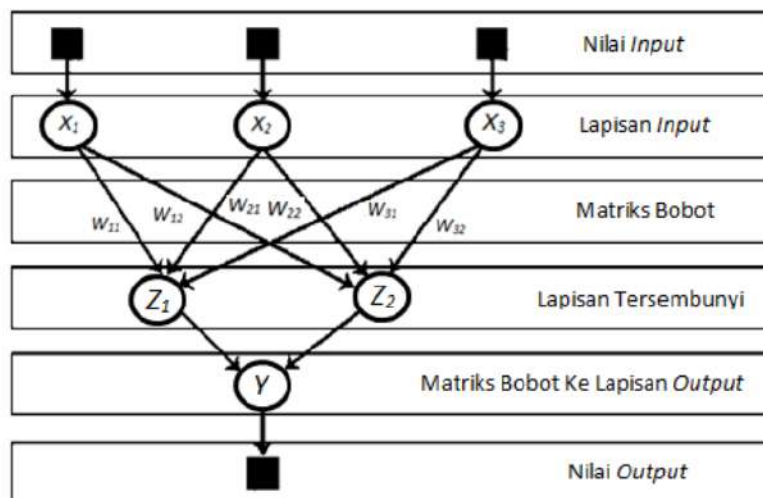 Nilai Input
X1 X2 X3 Lapisan Input
W11 W12 W21 W22 W31 W32 Matriks Bobot
Z1 Z2 Lapisan Tersembunyi
Y Matriks Bobot Ke Lapisan Output
Nilai Output